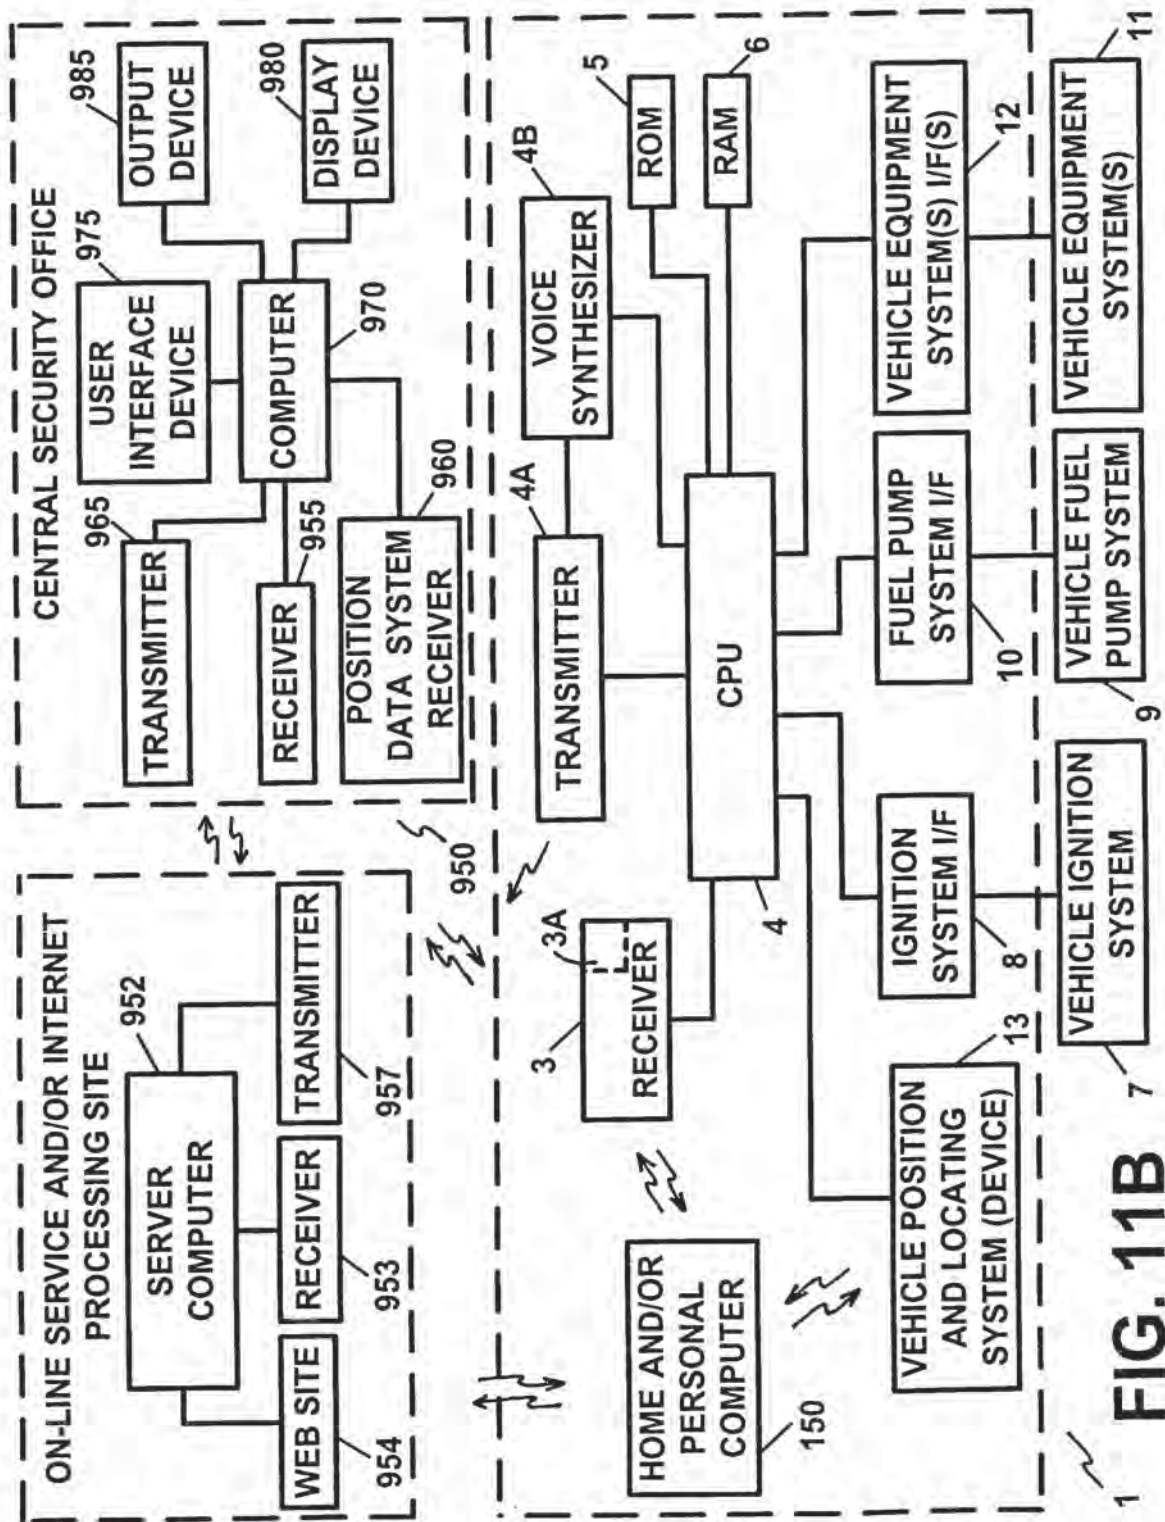 ON-LINE SERVICE AND/OR INTERNET
PROCESSING SITE
952
SERVER
COMPUTER
WEB SITE
RECEIVER
TRANSMITTER
954
953
957
CENTRAL SECURITY OFFICE
965
TRANSMITTER
RECEIVER
955
POSITION
DATA SYSTEM
RECEIVER
960
USER
INTERFACE
DEVICE
975
COMPUTER
970
OUTPUT
DEVICE
985
DISPLAY
DEVICE
980
950
HOME AND/OR
PERSONAL
COMPUTER
150
3
3A
RECEIVER
TRANSMITTER
4A
VOICE
SYNTHESIZER
4B
ROM
5
RAM
6
CPU
4
VEHICLE POSITION
AND LOCATING
SYSTEM (DEVICE)
13
IGNITION
SYSTEM I/F
8
FUEL PUMP
SYSTEM I/F
10
VEHICLE EQUIPMENT
SYSTEM(S) I/F(S)
12
VEHICLE IGNITION
SYSTEM
7
VEHICLE FUEL
PUMP SYSTEM
9
VEHICLE EQUIPMENT
SYSTEM(S)
11
1
FIG. 11B